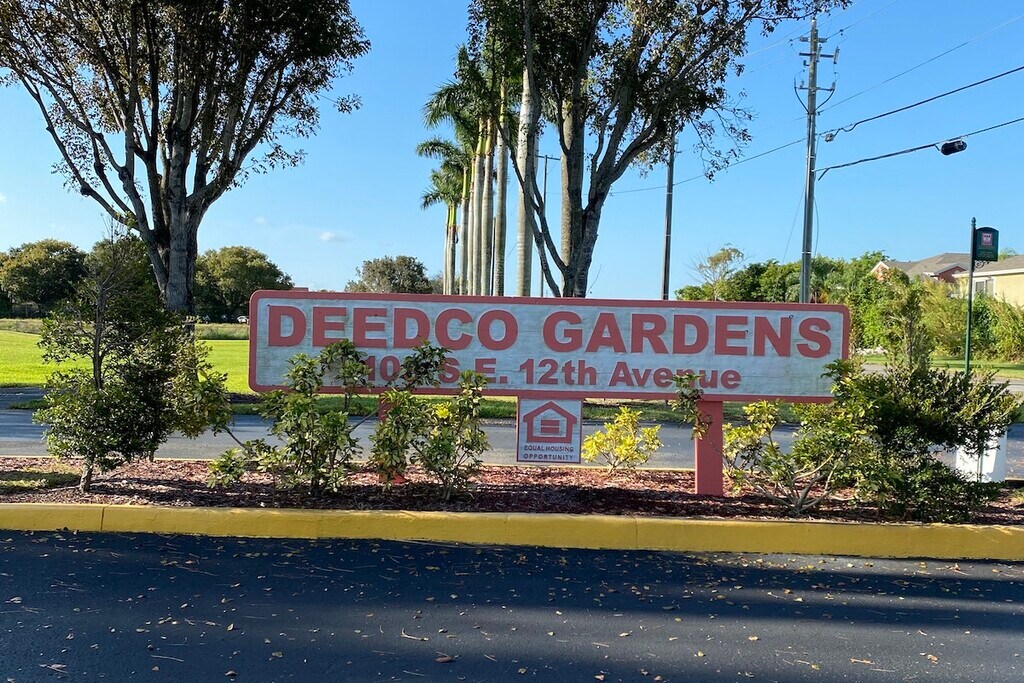 DEEDCO GARDENS
S.E. 12th Avenue
EQUAL HOUSING
OPPORTUNITY